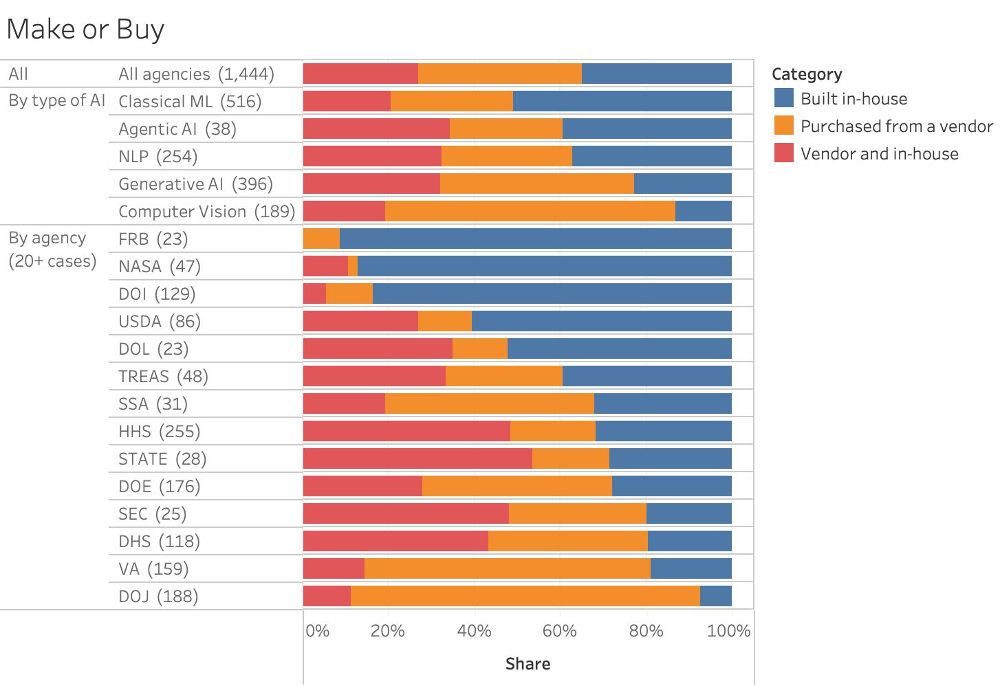 Make or Buy
All All agencies (1,444)
By type of AI Classical ML (516)
Agentic AI (38)
NLP (254)
Generative AI (396)
Computer Vision (189)
By agency FRB (23)
(20+ cases) NASA (47)
DOI (129)
USDA (86)
DOL (23)
TREAS (48)
SSA (31)
HHS (255)
STATE (28)
DOE (176)
SEC (25)
DHS (118)
VA (159)
DOJ (188)
0% 20% 40% 60% 80% 100%
Share
Category
Built in-house
Purchased from a vendor
Vendor and in-house